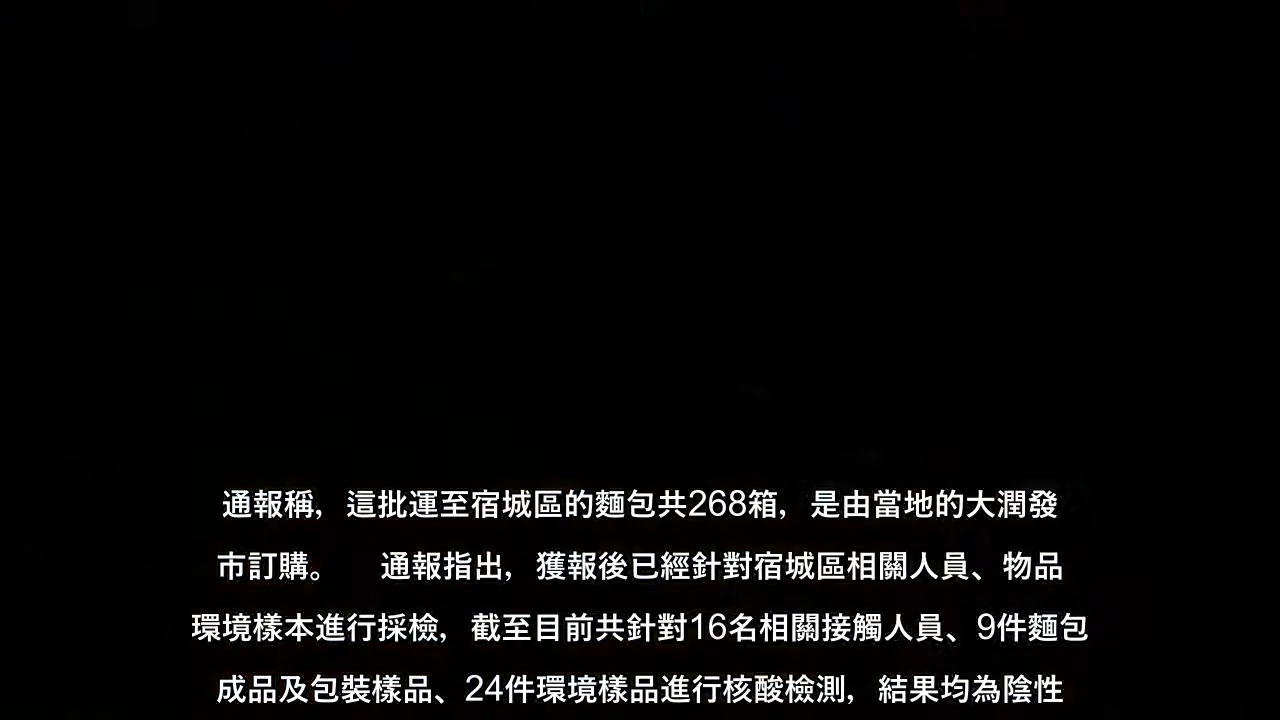 通報稱，這批運至宿城區的麵包共268箱，是由當地的大潤發
市訂購。　通報指出，獲報後已經針對宿城區相關人員、物品
環境樣本進行採檢，截至目前共針對16名相關接觸人員、9件麵包
成品及包裝樣品、24件環境樣品進行核酸檢測，結果均為陰性